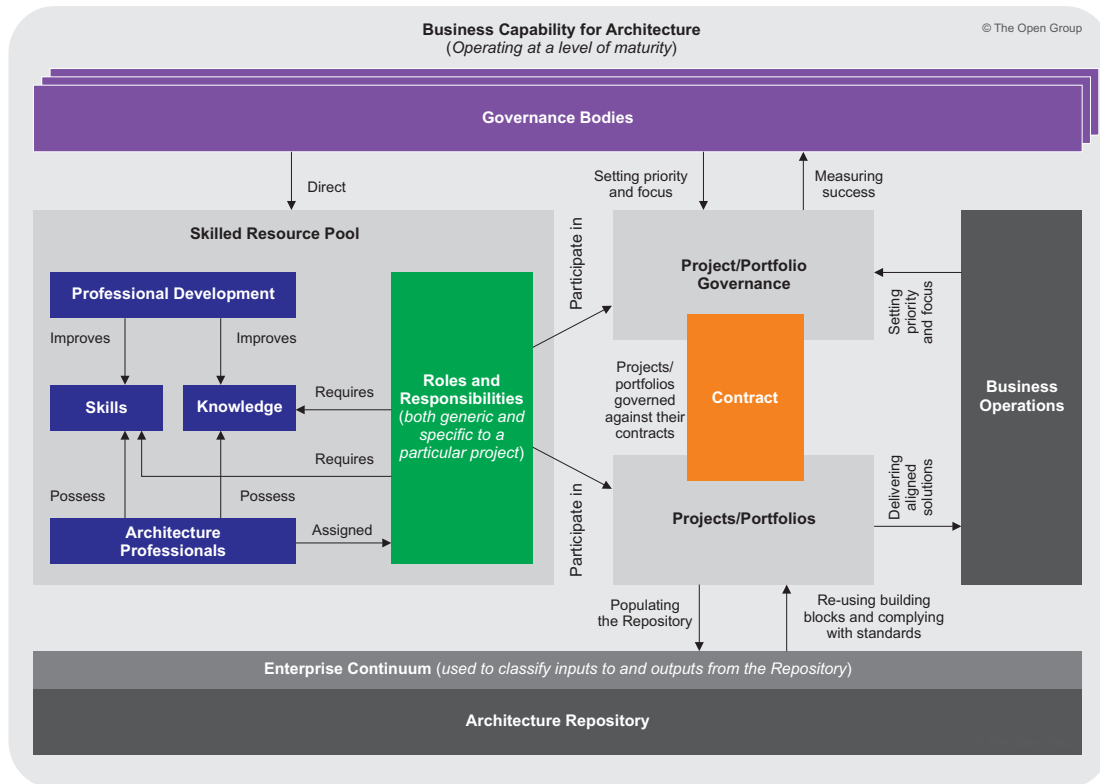 Business Capability for Architecture
(Operating at a level of maturity)
© The Open Group
Governance Bodies
Direct
Setting priority
and focus
Measuring
success
Skilled Resource Pool
Professional Development
Improves
Improves
Skills
Knowledge
Requires
Requires
Possess
Possess
Architecture
Professionals
Assigned
Roles and
Responsibilities
(both generic and
specific to a
particular project)
Participate in
Participate in
Project/Portfolio
Governance
Projects/
portfolios
governed
against their
contracts
Contract
Projects/Portfolios
Setting
priority
and focus
Delivering
aligned
solutions
Business
Operations
Populating
the Repository
Re-using building
blocks and complying
with standards
Enterprise Continuum (used to classify inputs to and outputs from the Repository)
Architecture Repository